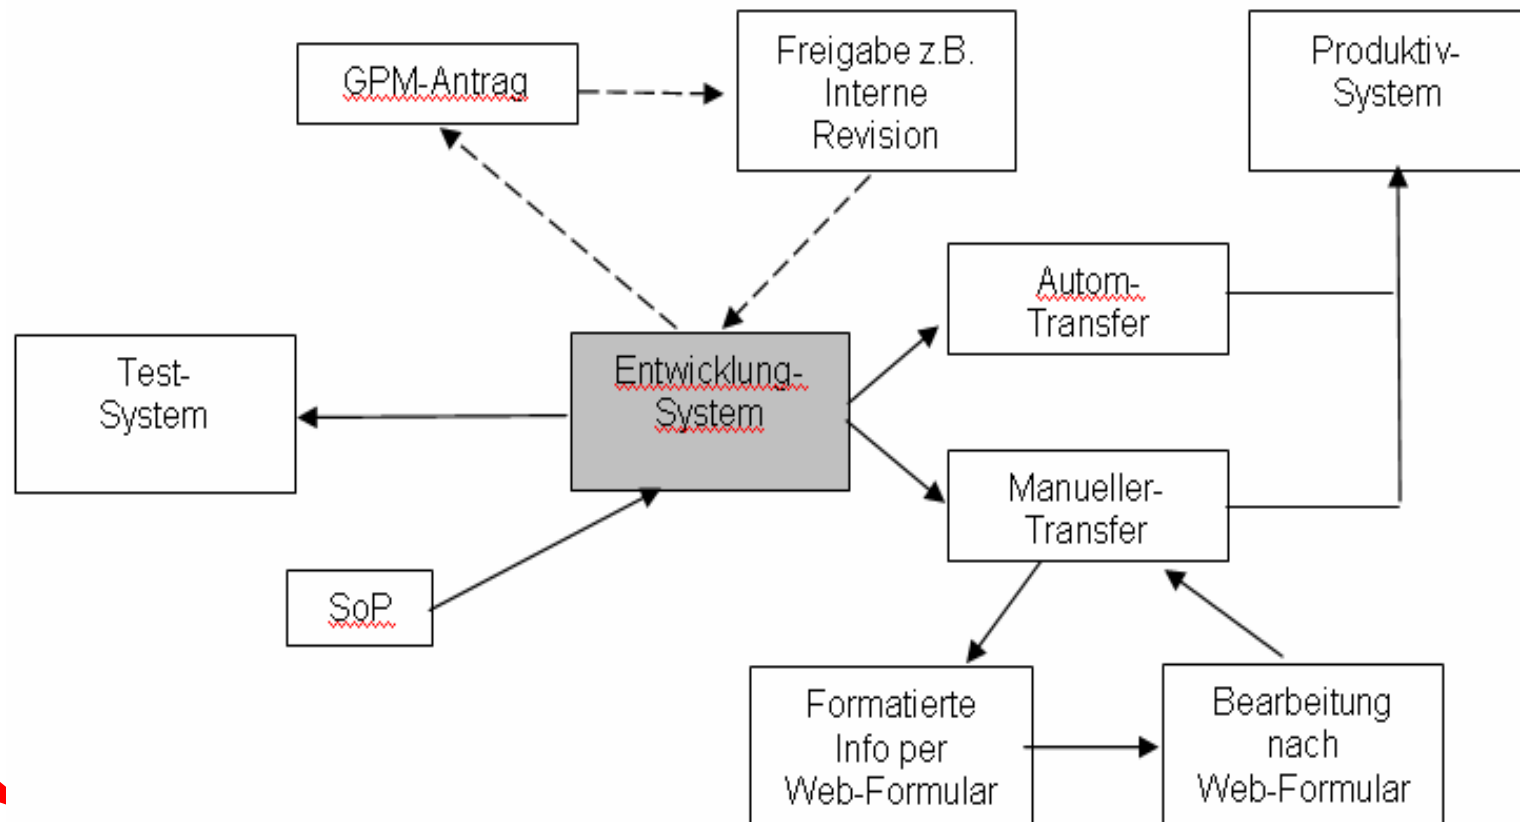 GPM-Antrag
Freigabe z.B.
Interne
Revision
Produktiv-
System
Autom-
Transfer
Test-
System
Entwicklung-
System
Manueller-
Transfer
SoP
Formatierte
Info per
Web-Formular
Bearbeitung
nach
Web-Formular